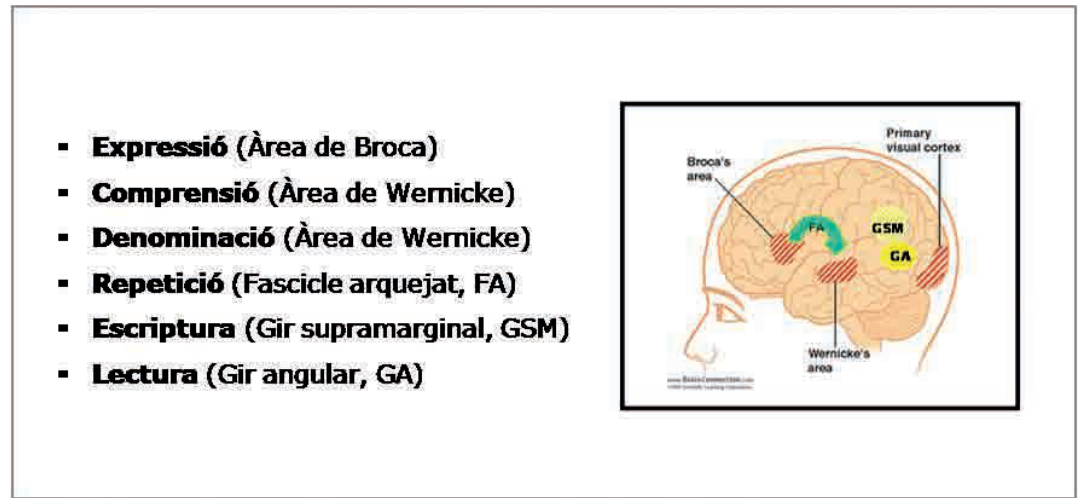 ▪ Expressió (Àrea de Broca)
▪ Comprensió (Àrea de Wernicke)
▪ Denominació (Àrea de Wernicke)
▪ Repetició (Fascicle arquejat, FA)
▪ Escriptura (Gir supramarginal, GSM)
▪ Lectura (Gir angular, GA)
Primary
visual cortex
Broca's
area
FA
GSM
GA
Wernicke's
area